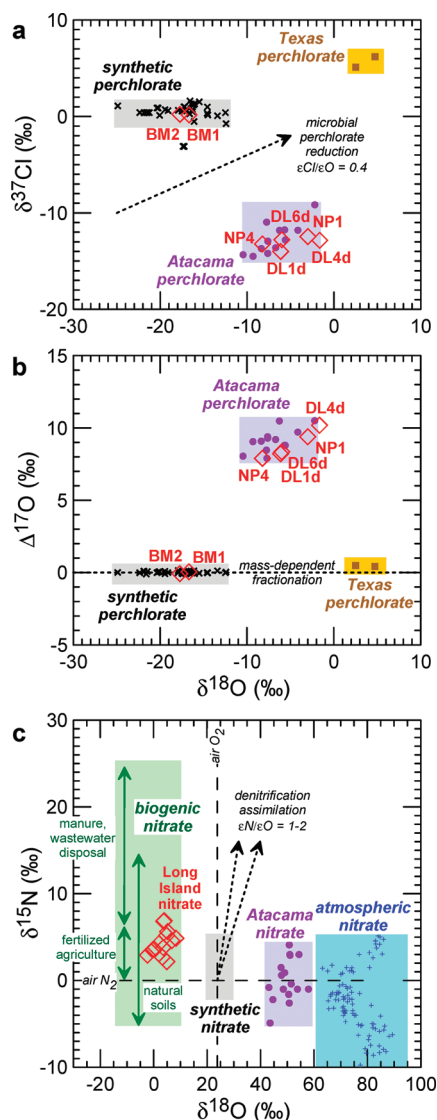 a
Texas
perchlorate
synthetic
perchlorate
BM2
BM1
microbial
perchlorate
reduction
εCl/εO = 0.4
DL6d
NP1
NP4
DL1d
DL4d
Atacama
perchlorate
δ37Cl (‰)
10
0
-10
-20
-30
-20
-10
0
10
b
Atacama
perchlorate
DL4d
NP1
DL6d
NP4
DL1d
BM2
BM1
mass-dependent
fractionation
synthetic
perchlorate
Texas
perchlorate
Δ17O (‰)
15
10
5
0
-5
-30
-20
-10
0
10
δ18O (‰)
c
air O2
biogenic
nitrate
manure,
wastewater
disposal
denitrification
assimilation
εN/εO = 1-2
Long
Island
nitrate
Atacama
nitrate
atmospheric
nitrate
fertilized
agriculture
air N2
natural
soils
synthetic
nitrate
δ15N (‰)
30
20
10
0
-10
0
20
40
60
80
100
δ18O (‰)